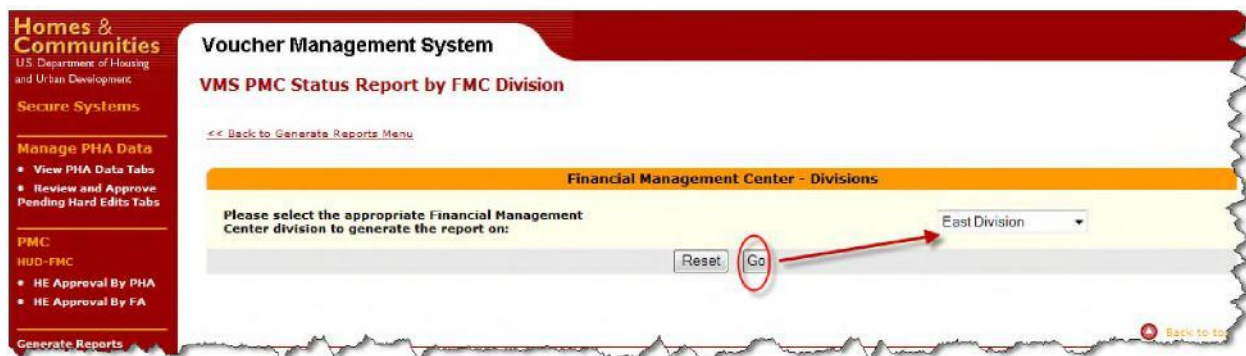 Homes &
Communities
U.S. Department of Housing
and Urban Development
Secure Systems
Manage PHA Data
• View PHA Data Tabs
• Review and Approve
Pending Hard Edits Tabs
PMC
HUD-FMC
• HE Approval By PHA
• HE Approval By FA
Generate Reports
Voucher Management System
VMS PMC Status Report by FMC Division
<< Back to Generate Reports Menu
Financial Management Center - Divisions
Please select the appropriate Financial Management
Center division to generate the report on:
East Division
Reset Go
Back to